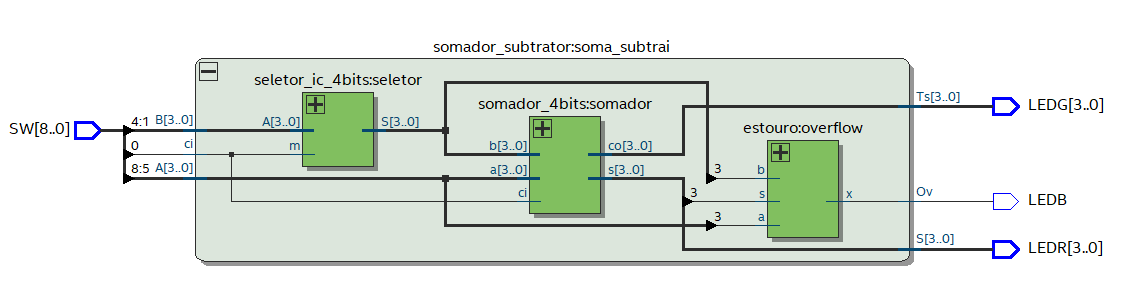 somador_subtrator:soma_subtrai
seletor_ic_4bits:seletor
somador_4bits:somador
estouro:overflow
SW[8..0]
4:1 B[3..0]
0 ci
8:5 A[3..0]
A[3..0] S[3..0]
m
b[3..0] co[3..0]
a[3..0] s[3..0]
ci
3 b
3 s x
3 a
Ts[3..0] LEDG[3..0]
Ov LEDB
S[3..0] LEDR[3..0]